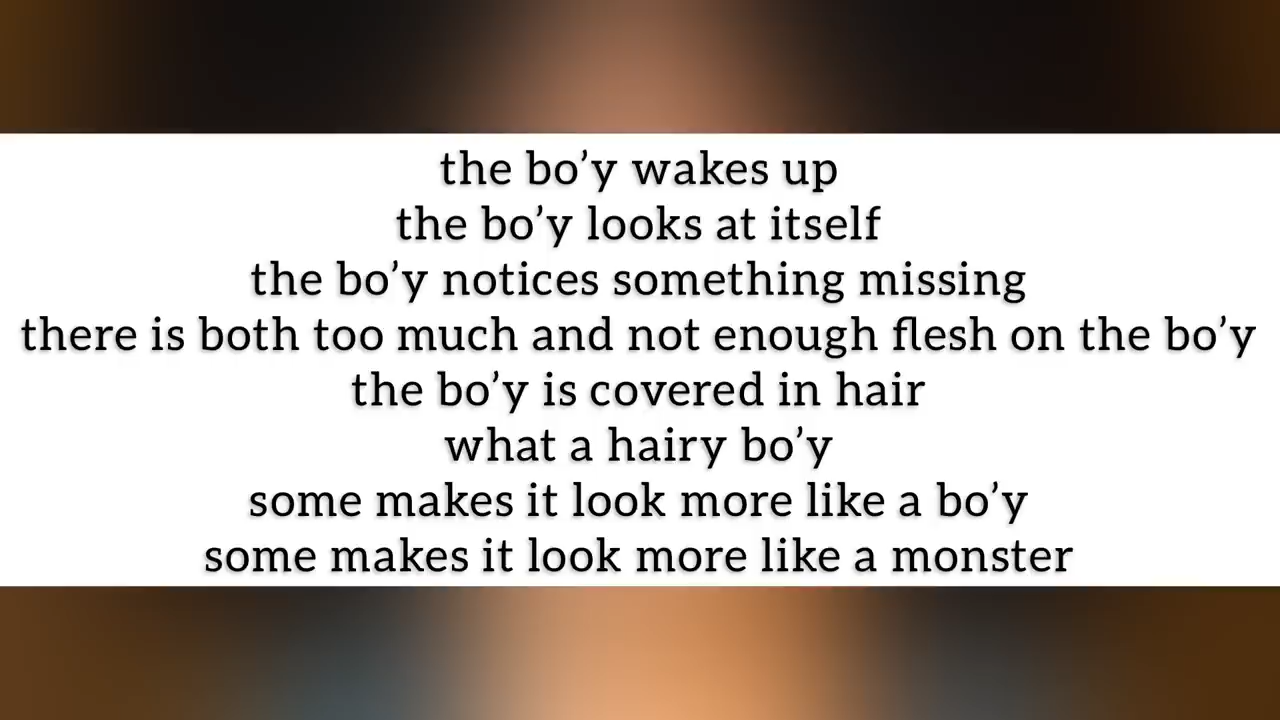 the bo’y wakes up
the bo’y looks at itself
the bo’y notices something missing
there is both too much and not enough flesh on the bo’y
the bo’y is covered in hair
what a hairy bo’y
some makes it look more like a bo’y
some makes it look more like a monster